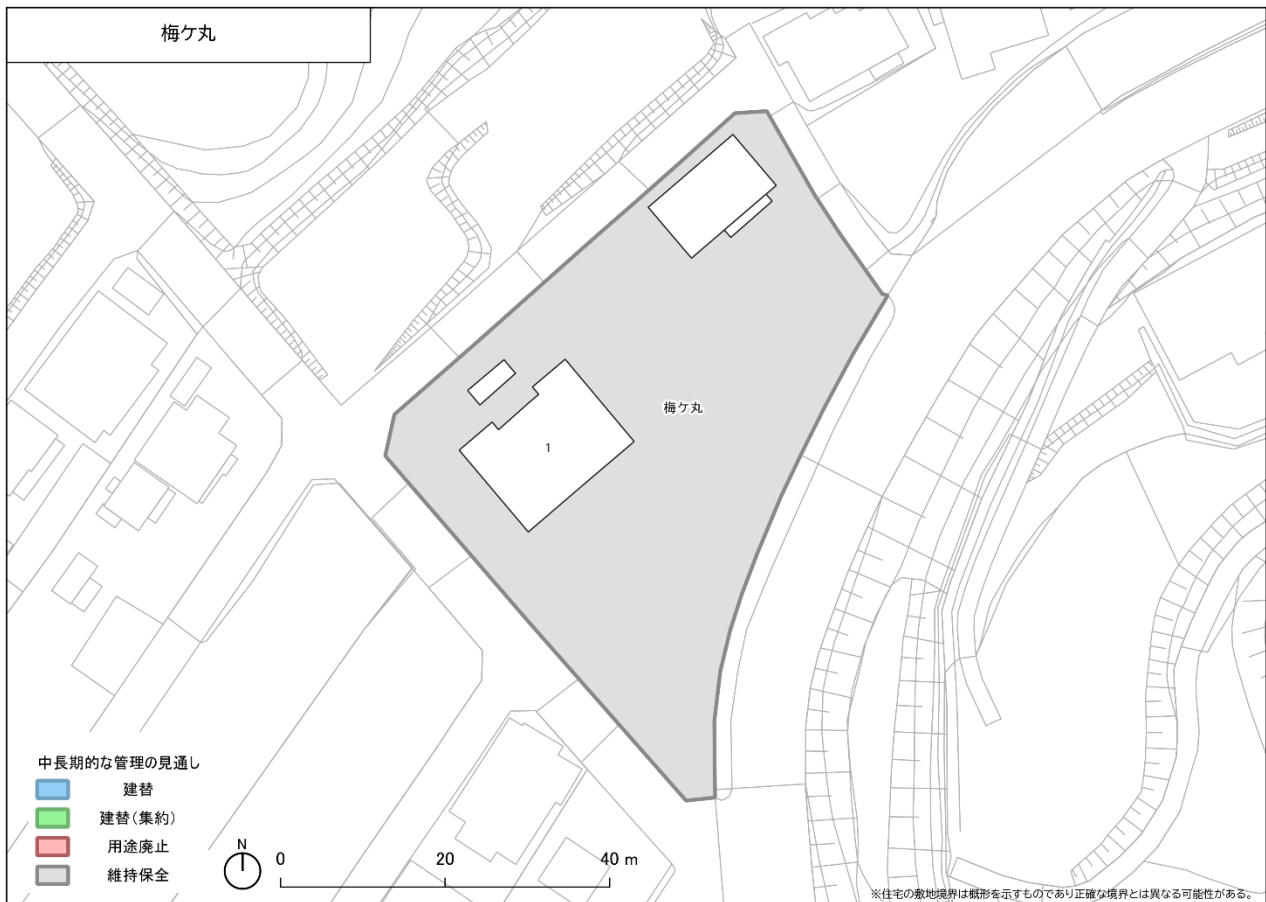 梅ケ丸
梅ケ丸
1
中長期的な管理の見通し
建替
建替(集約)
用途廃止
維持保全
N
0 20 40 m
※住宅の敷地境界は概形を示すものであり正確な境界とは異なる可能性がある。